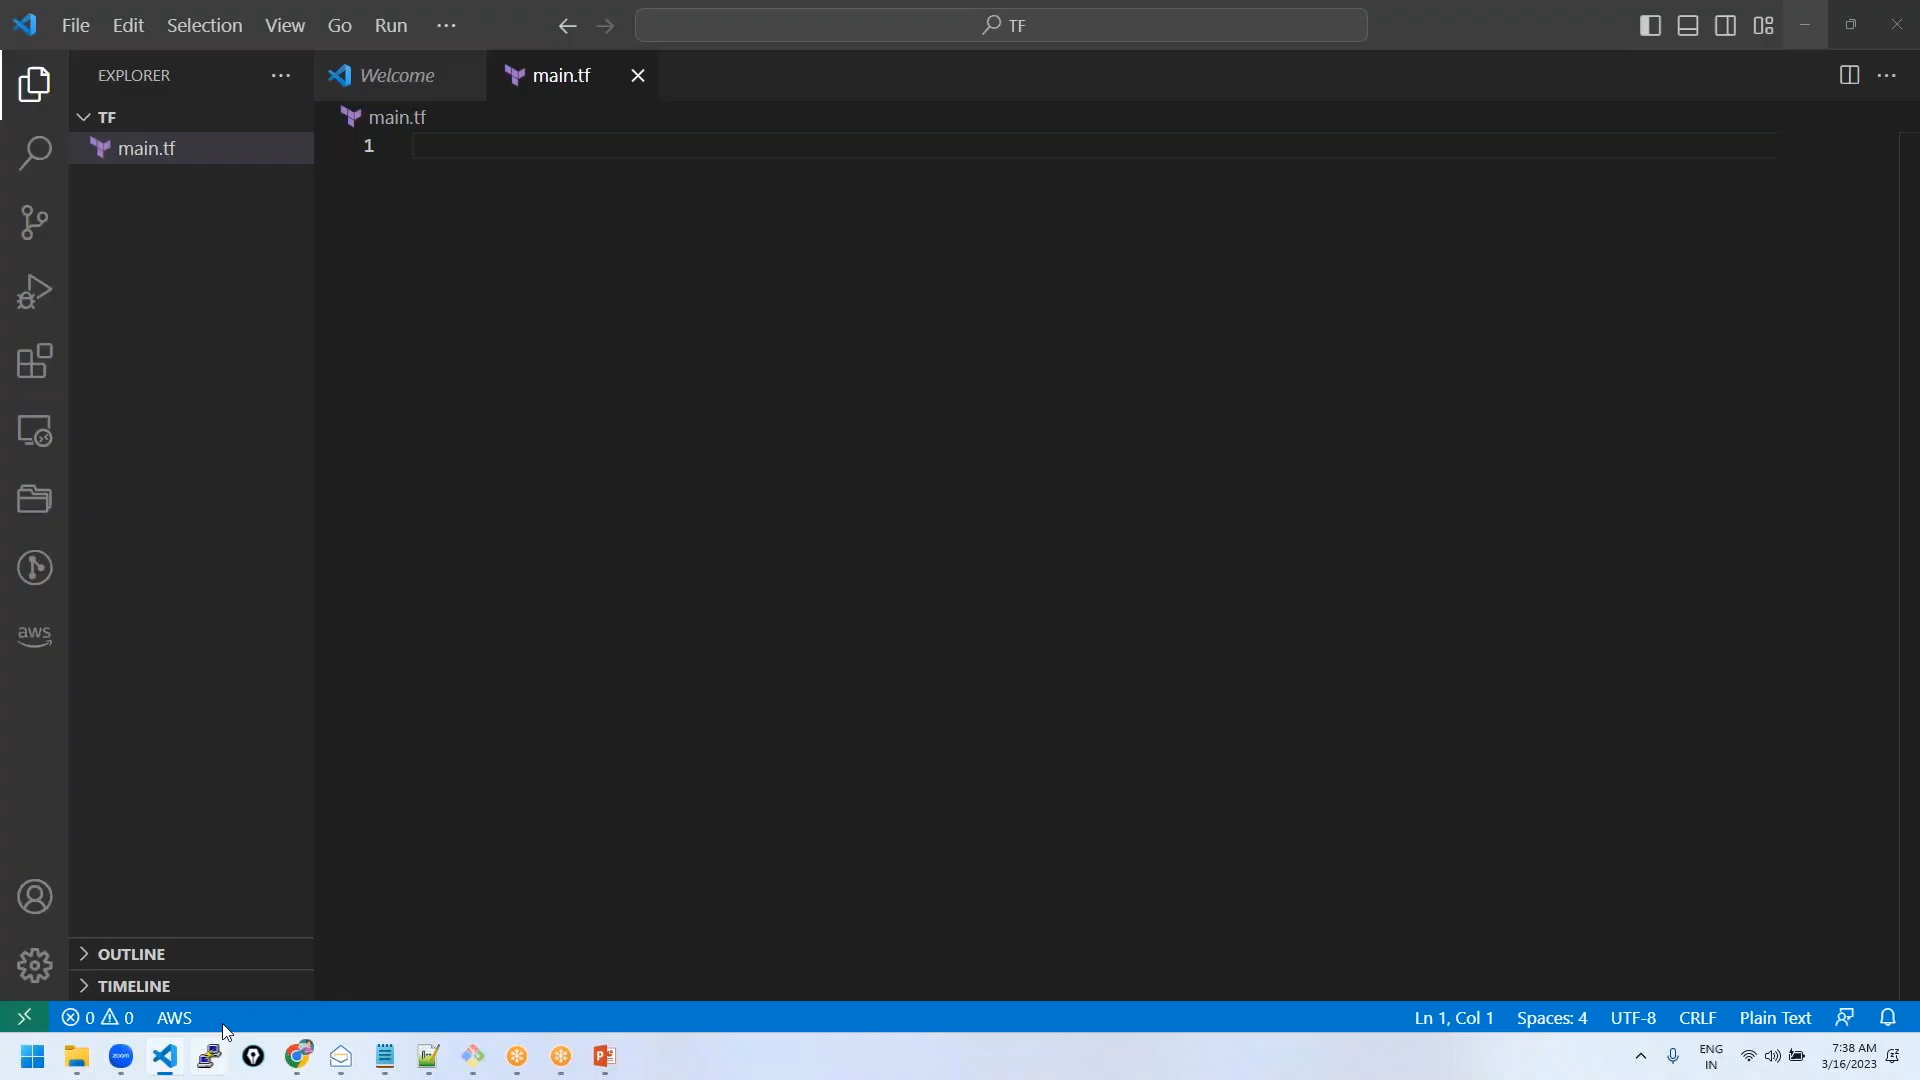 File Edit Selection View Go Run ···
TF
EXPLORER ···
Welcome
main.tf
TF
main.tf
main.tf
1
aws
OUTLINE
TIMELINE
0 0 AWS
Ln 1, Col 1 Spaces: 4 UTF-8 CRLF Plain Text
zoom
ENG
IN
7:38 AM
3/16/2023